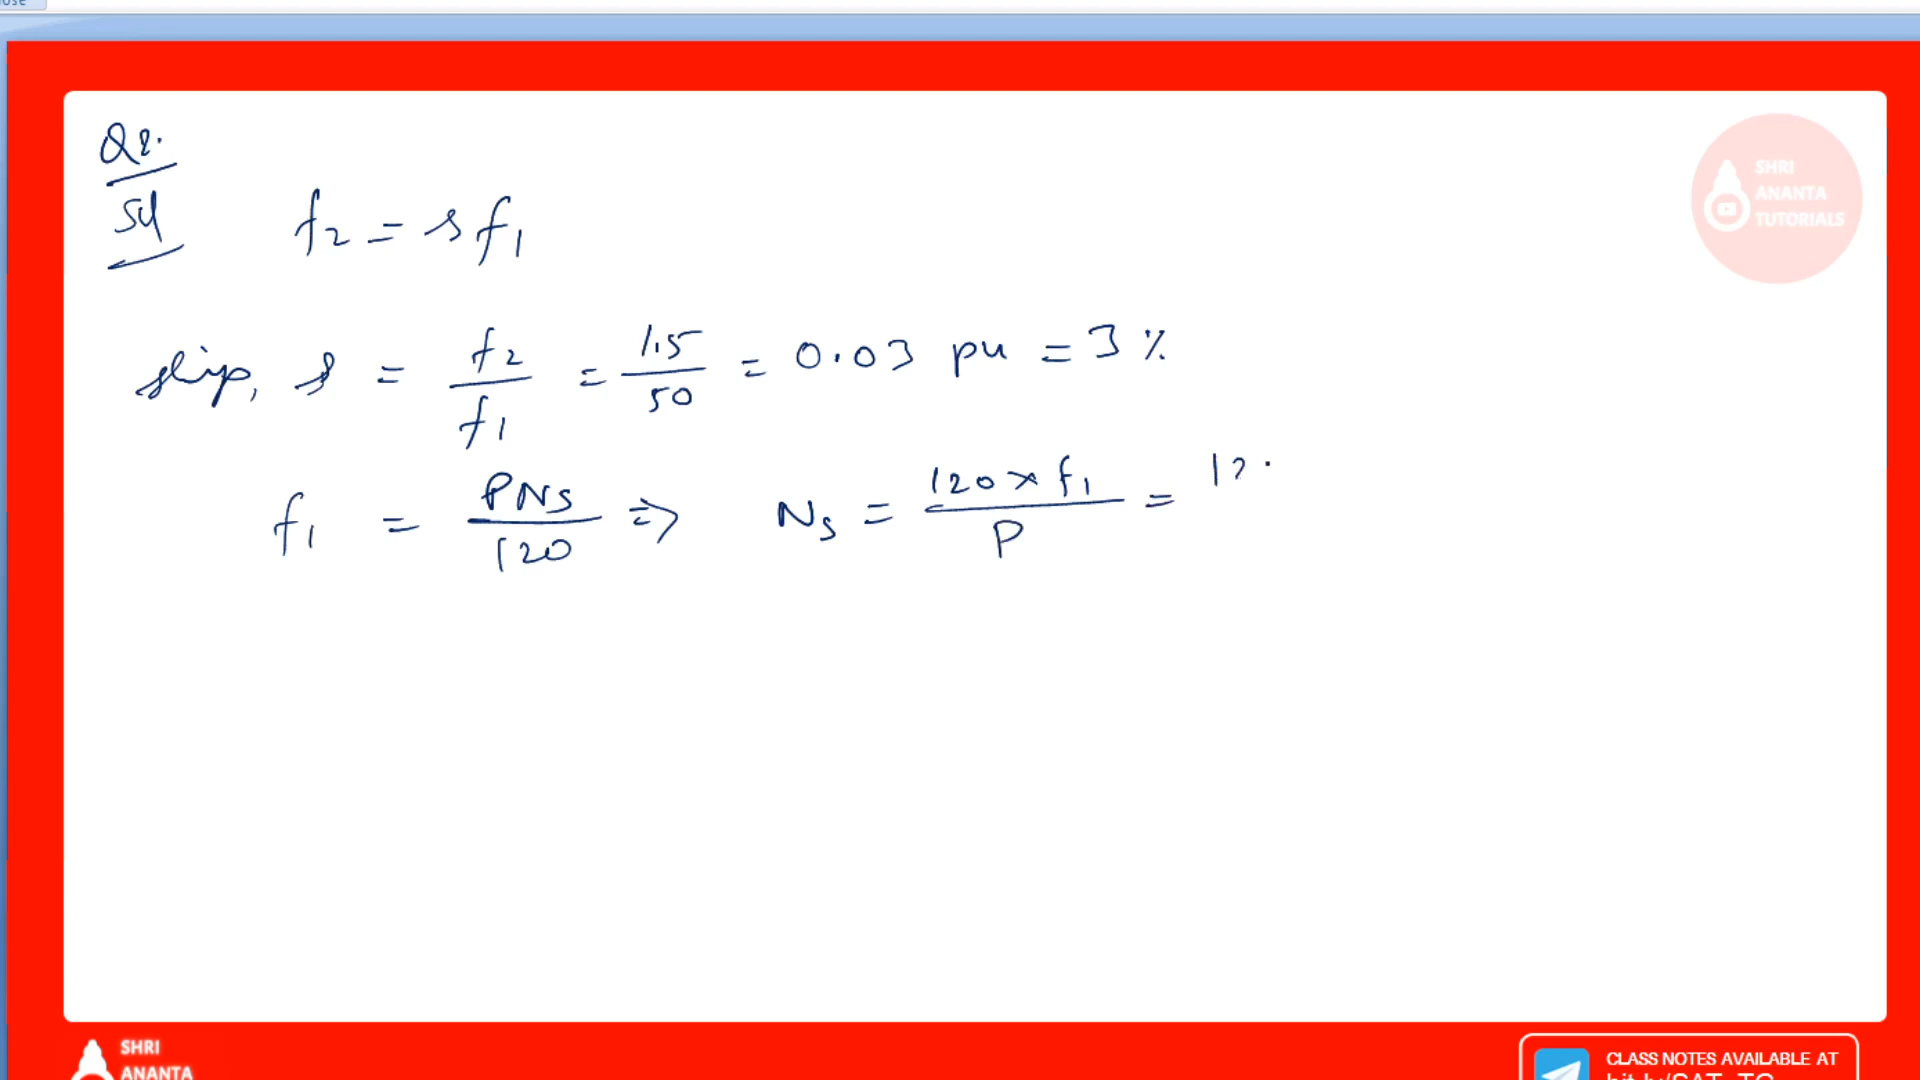 Q2.
Sol
f₂ = s f₁
slip, s = f₂ / f₁ = 1.5 / 50 = 0.03 pu = 3 %
f₁ = PNs / 120 ⇒ Ns = 120 × f₁ / P = 12
SHRI
ANANTA
TUTORIALS
SHRI
ANANTA
CLASS NOTES AVAILABLE AT